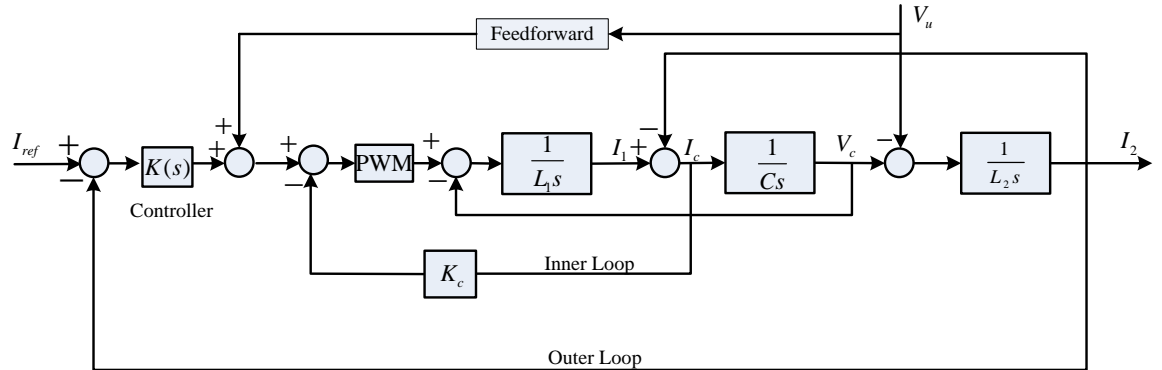 V_u
Feedforward
I_ref
+
−
K(s)
Controller
+
+
+
−
PWM
+
−
1
L_1 s
I_1
−
+
I_c
1
Cs
V_c
−
1
L_2 s
I_2
K_c
Inner Loop
Outer Loop